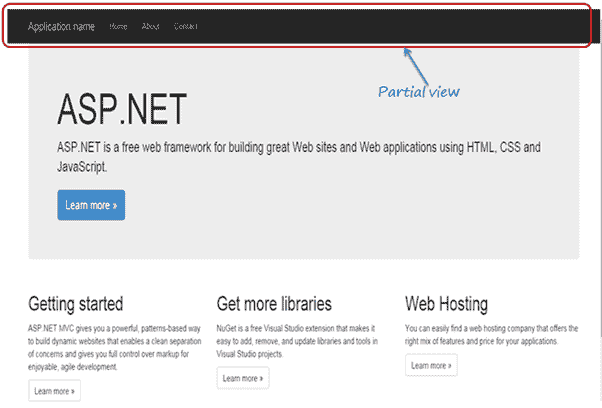 Application name Home About Contact
Partial view
ASP.NET
ASP.NET is a free web framework for building great Web sites and Web applications using HTML, CSS and
JavaScript.
Learn more »
Getting started
ASP.NET MVC gives you a powerful, patterns-based way
to build dynamic websites that enables a clean separation
of concerns and gives you full control over markup for
enjoyable, agile development.
Learn more »
Get more libraries
NuGet is a free Visual Studio extension that makes it
easy to add, remove, and update libraries and tools in
Visual Studio projects.
Learn more »
Web Hosting
You can easily find a web hosting company that offers the
right mix of features and price for your applications.
Learn more »